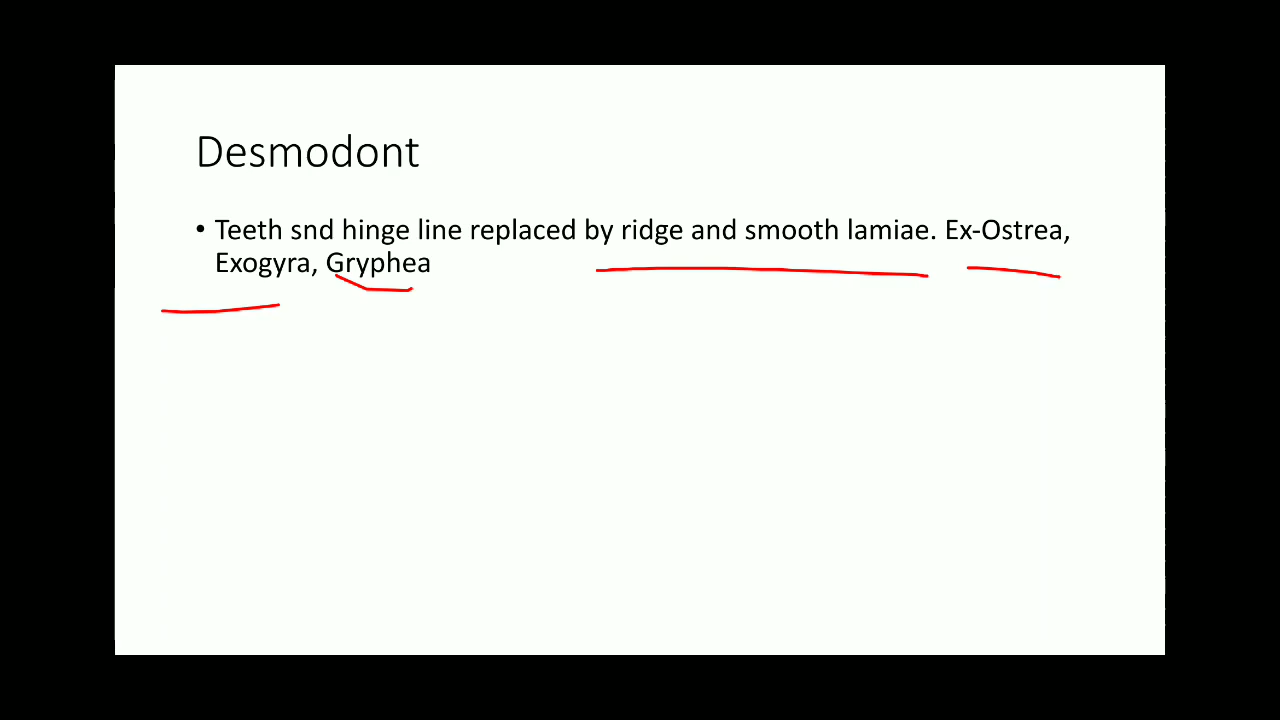 Desmodont
• Teeth snd hinge line replaced by ridge and smooth lamiae. Ex-Ostrea,
Exogyra, Gryphea